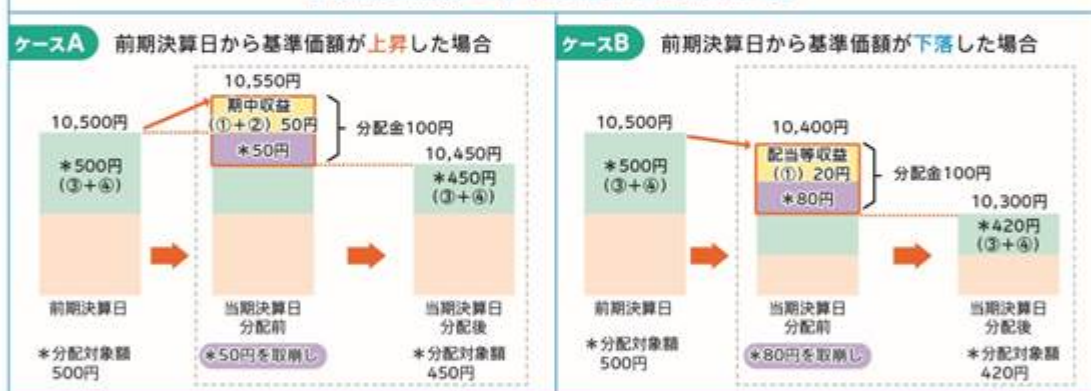 ケースA 前期決算日から基準価額が上昇した場合
10,550円
期中収益
(①+②) 50円
*50円
分配金100円
10,500円
*500円
(③+④)
10,450円
*450円
(③+④)
前期決算日
当期決算日
分配前
当期決算日
分配後
*分配対象額
500円
*50円を取崩し
*分配対象額
450円
ケースB 前期決算日から基準価額が下落した場合
10,500円
*500円
(③+④)
10,400円
配当等収益
(①) 20円
*80円
分配金100円
10,300円
*420円
(③+④)
前期決算日
当期決算日
分配前
当期決算日
分配後
*分配対象額
500円
*80円を取崩し
*分配対象額
420円